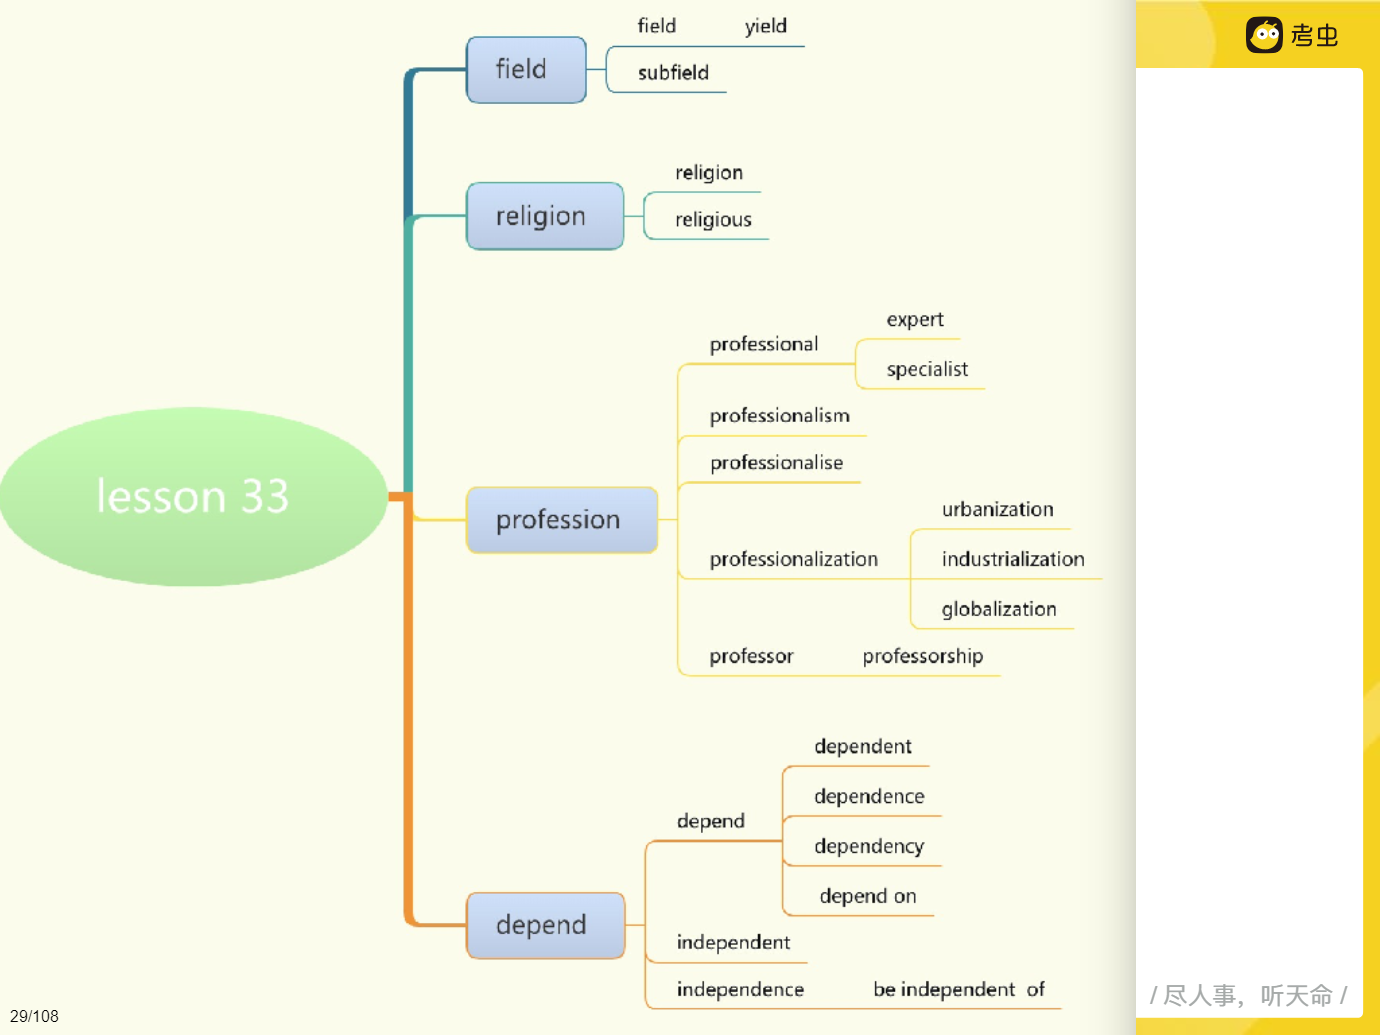 考虫
field yield
field
subfield
religion
religion
religious
expert
professional
specialist
professionalism
professionalise
lesson 33
urbanization
profession
professionalization
industrialization
globalization
professor professorship
dependent
dependence
depend
dependency
depend on
depend
independent
independence be independent of
/ 尽人事，听天命 /
29/108